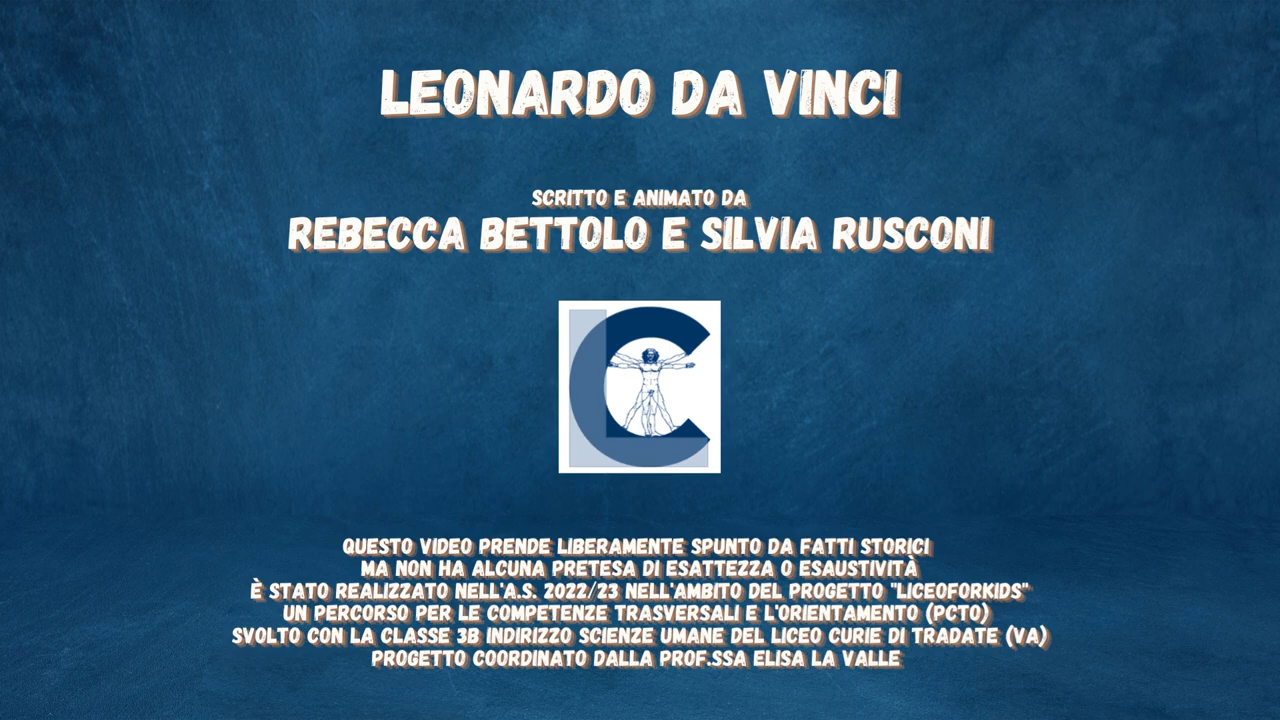 LEONARDO DA VINCI
SCRITTO E ANIMATO DA
REBECCA BETTOLO E SILVIA RUSCONI
LC
QUESTO VIDEO PRENDE LIBERAMENTE SPUNTO DA FATTI STORICI
MA NON HA ALCUNA PRETESA DI ESATTEZZA O ESAUSTIVITÀ
È STATO REALIZZATO NELL'A.S. 2022/23 NELL'AMBITO DEL PROGETTO "LICEOFORKIDS"
UN PERCORSO PER LE COMPETENZE TRASVERSALI E L'ORIENTAMENTO (PCTO)
SVOLTO CON LA CLASSE 3B INDIRIZZO SCIENZE UMANE DEL LICEO CURIE DI TRADATE (VA)
PROGETTO COORDINATO DALLA PROF.SSA ELISA LA VALLE